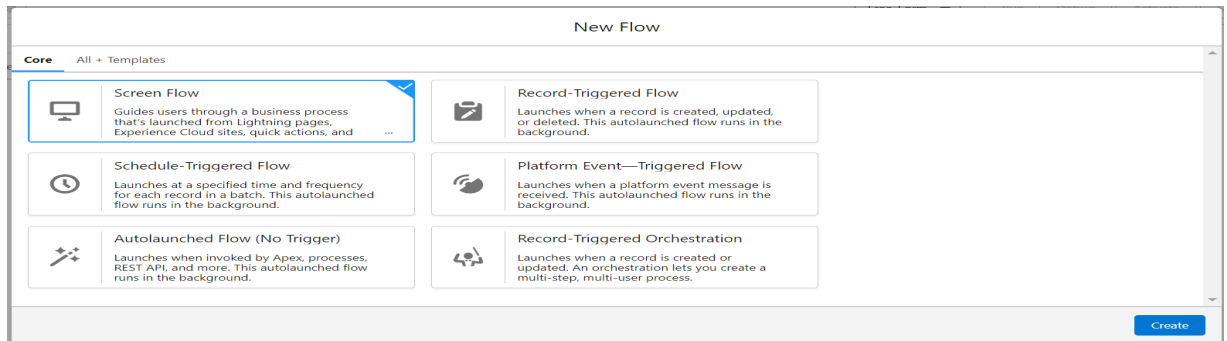 New Flow
Core All + Templates
Screen Flow
Guides users through a business process
that's launched from Lightning pages,
Experience Cloud sites, quick actions, and ...
Record-Triggered Flow
Launches when a record is created, updated,
or deleted. This autolaunched flow runs in the
background.
Schedule-Triggered Flow
Launches at a specified time and frequency
for each record in a batch. This autolaunched
flow runs in the background.
Platform Event—Triggered Flow
Launches when a platform event message is
received. This autolaunched flow runs in the
background.
Autolaunched Flow (No Trigger)
Launches when invoked by Apex, processes,
REST API, and more. This autolaunched flow
runs in the background.
Record-Triggered Orchestration
Launches when a record is created or
updated. An orchestration lets you create a
multi-step, multi-user process.
Create